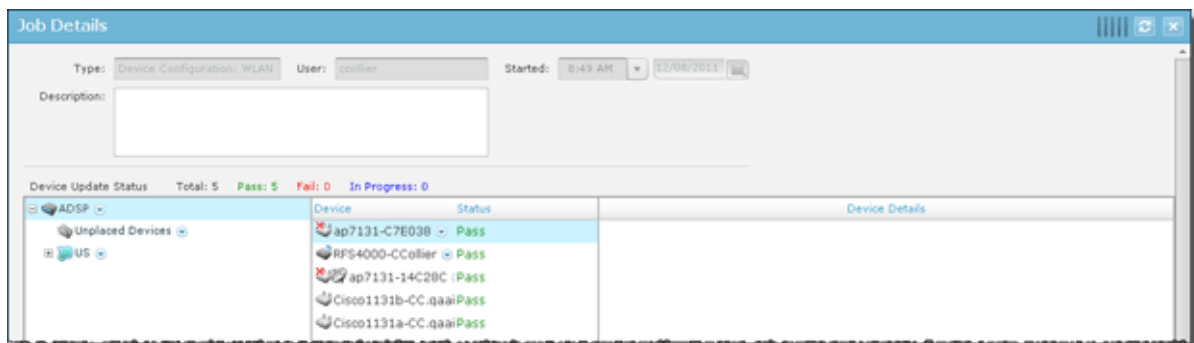 Job Details
Type: Device Configuration: WLAN User: ccollier Started: 8:49 AM 12/08/2011
Description:
Device Update Status Total: 5 Pass: 5 Fail: 0 In Progress: 0
ADSP Device Status Device Details
Unplaced Devices ap7131-C7E038 Pass
US RFS4000-CCollier Pass
ap7131-14C28C Pass
Cisco1131b-CC.qaai Pass
Cisco1131a-CC.qaai Pass